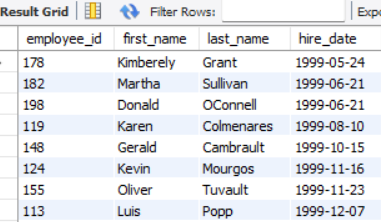 Result Grid Filter Rows: Expo
employee_id first_name last_name hire_date
178 Kimberely Grant 1999-05-24
182 Martha Sullivan 1999-06-21
198 Donald OConnell 1999-06-21
119 Karen Colmenares 1999-08-10
148 Gerald Cambrault 1999-10-15
124 Kevin Mourgos 1999-11-16
155 Oliver Tuvault 1999-11-23
113 Luis Popp 1999-12-07